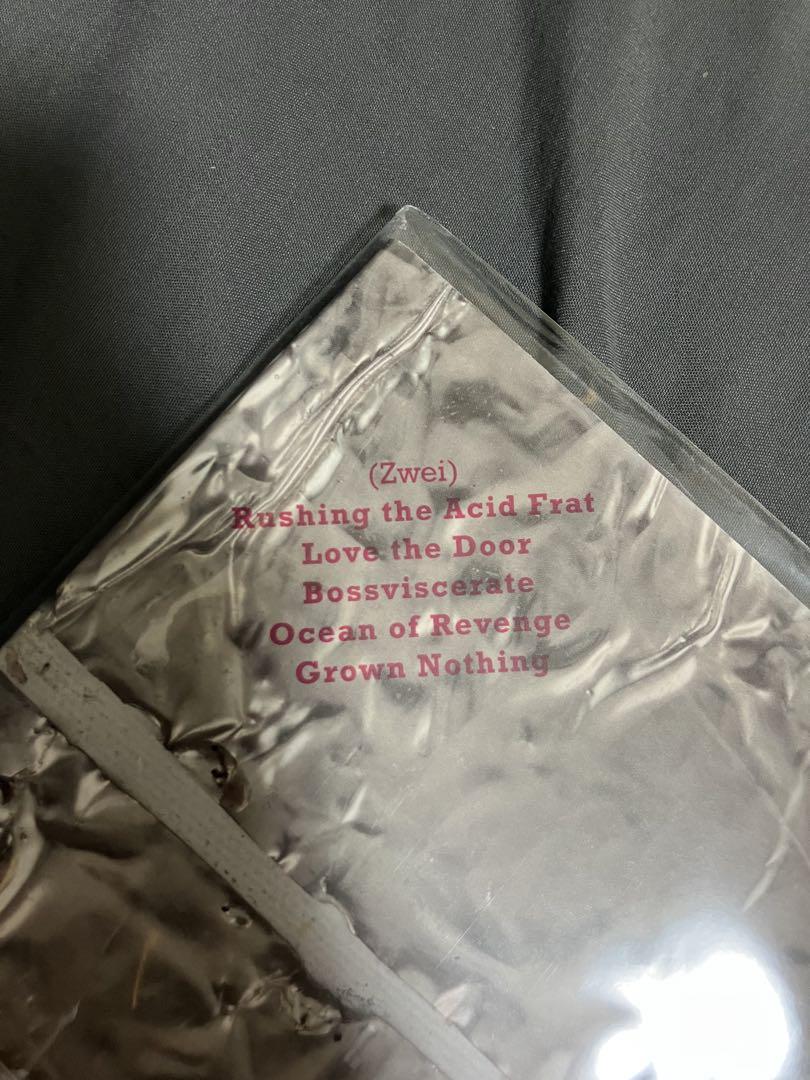 (Zwei)
Rushing the Acid Frat
Love the Door
Bossviscerate
Ocean of Revenge
Grown Nothing